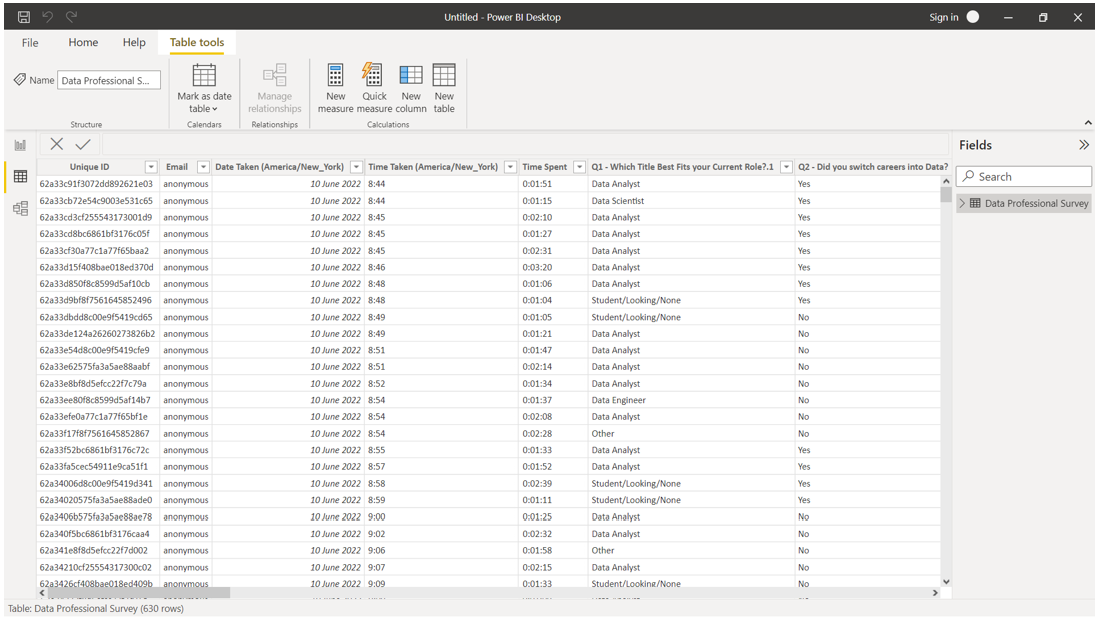 Untitled - Power BI Desktop
Sign in
File Home Help Table tools
Name Data Professional S...
Mark as date table
Manage relationships
New measure
Quick measure
New column
New table
Structure Calendars Relationships Calculations
Fields
Search
Data Professional Survey
Unique ID Email Date Taken (America/New_York) Time Taken (America/New_York) Time Spent Q1 - Which Title Best Fits your Current Role?.1 Q2 - Did you switch careers into Data?
62a33c91f3072dd892621e03 anonymous 10 June 2022 8:44 0:01:51 Data Analyst Yes
62a33cb72e54c9003e531c65 anonymous 10 June 2022 8:44 0:01:15 Data Scientist Yes
62a33cd3cf255543173001d9 anonymous 10 June 2022 8:45 0:02:10 Data Analyst Yes
62a33cd8bc6861bf3176c05f anonymous 10 June 2022 8:45 0:01:27 Data Analyst Yes
62a33cf30a77c1a77f65baa2 anonymous 10 June 2022 8:45 0:02:31 Data Analyst Yes
62a33d15f408bae018ed370d anonymous 10 June 2022 8:46 0:03:20 Data Analyst Yes
62a33d850f8c8599d5af10cb anonymous 10 June 2022 8:48 0:01:06 Data Analyst Yes
62a33d9bf8f7561645852496 anonymous 10 June 2022 8:48 0:01:04 Student/Looking/None Yes
62a33dbdd8c00e9f5419cd65 anonymous 10 June 2022 8:49 0:01:05 Student/Looking/None No
62a33de124a26260273826b2 anonymous 10 June 2022 8:49 0:01:21 Data Analyst No
62a33e54d8c00e9f5419cfe9 anonymous 10 June 2022 8:51 0:01:47 Data Analyst No
62a33e62575fa3a5ae88aabf anonymous 10 June 2022 8:51 0:02:14 Data Analyst No
62a33e8bf8d5efcc22f7c79a anonymous 10 June 2022 8:52 0:01:34 Data Analyst No
62a33ee80f8c8599d5af14b7 anonymous 10 June 2022 8:54 0:01:37 Data Engineer No
62a33efe0a77c1a77f65bf1e anonymous 10 June 2022 8:54 0:02:08 Data Analyst No
62a33f17f8f7561645852867 anonymous 10 June 2022 8:54 0:02:28 Other No
62a33f52bc6861bf3176c72c anonymous 10 June 2022 8:55 0:01:33 Data Analyst Yes
62a33fa5cec54911e9ca51f1 anonymous 10 June 2022 8:57 0:01:52 Data Analyst Yes
62a34006d8c00e9f5419d341 anonymous 10 June 2022 8:58 0:02:39 Student/Looking/None Yes
62a34020575fa3a5ae88ade0 anonymous 10 June 2022 8:59 0:01:11 Student/Looking/None Yes
62a3406b575fa3a5ae88ae78 anonymous 10 June 2022 9:00 0:01:25 Data Analyst No
62a340f5bc6861bf3176caa4 anonymous 10 June 2022 9:02 0:02:32 Data Analyst No
62a341e8f8d5efcc22f7d002 anonymous 10 June 2022 9:06 0:01:58 Other No
62a34210cf25554317300c02 anonymous 10 June 2022 9:07 0:02:15 Data Analyst No
62a3426cf408bae018ed409b anonymous 10 June 2022 9:09 0:01:33 Student/Looking/None No
Table: Data Professional Survey (630 rows)